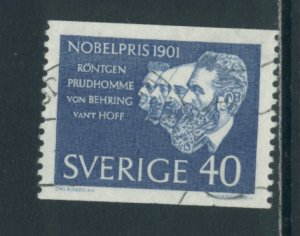 NOBELPRIS 1901
RÖNTGEN
PRUDHOMME
VON BEHRING
VANT HOFF
SVERIGE 40